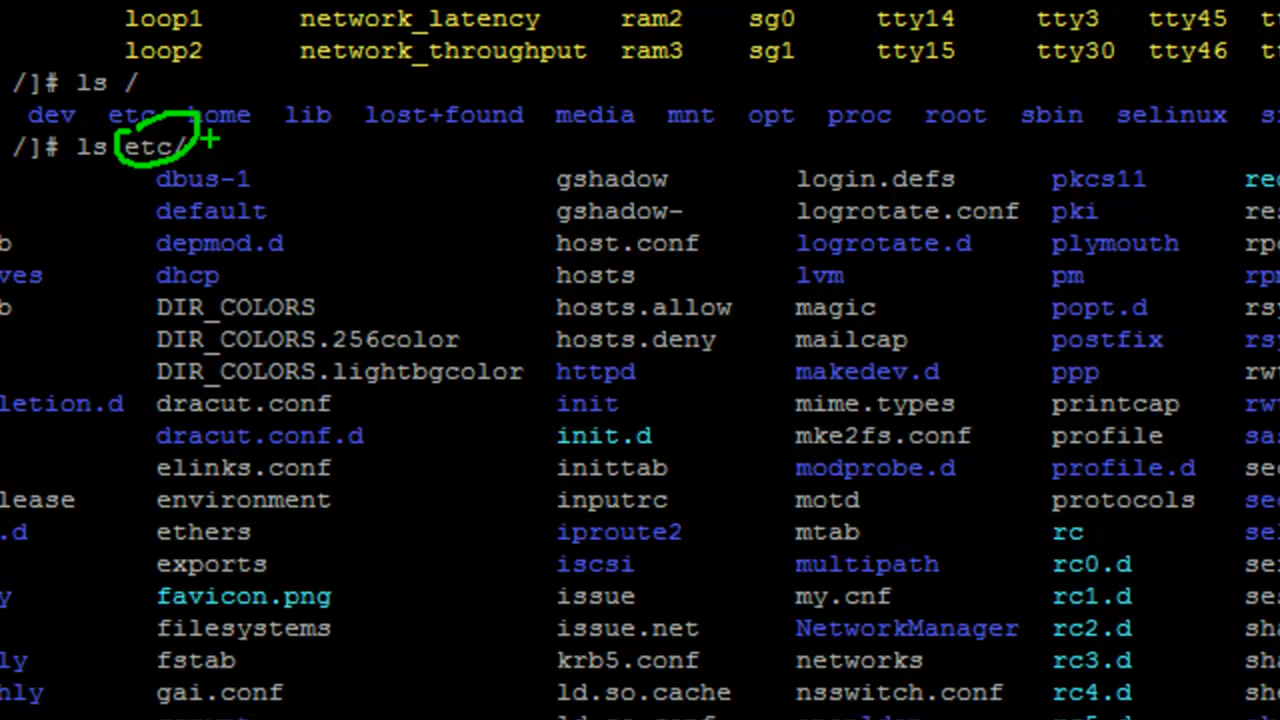 loop1 network_latency ram2 sg0 tty14 tty3 tty45
loop2 network_throughput ram3 sg1 tty15 tty30 tty46
/]# ls /
dev etc home lib lost+found media mnt opt proc root sbin selinux
/]# ls etc/
dbus-1 gshadow login.defs pkcs11
default gshadow- logrotate.conf pki
depmod.d host.conf logrotate.d plymouth
dhcp hosts lvm pm
DIR_COLORS hosts.allow magic popt.d
DIR_COLORS.256color hosts.deny mailcap postfix
DIR_COLORS.lightbgcolor httpd makedev.d ppp
letion.d dracut.conf init mime.types printcap
dracut.conf.d init.d mke2fs.conf profile
elinks.conf inittab modprobe.d profile.d
lease environment inputrc motd protocols
.d ethers iproute2 mtab rc
exports iscsi multipath rc0.d
favicon.png issue my.cnf rc1.d
filesystems issue.net NetworkManager rc2.d
ly fstab krb5.conf networks rc3.d
hly gai.conf ld.so.cache nsswitch.conf rc4.d